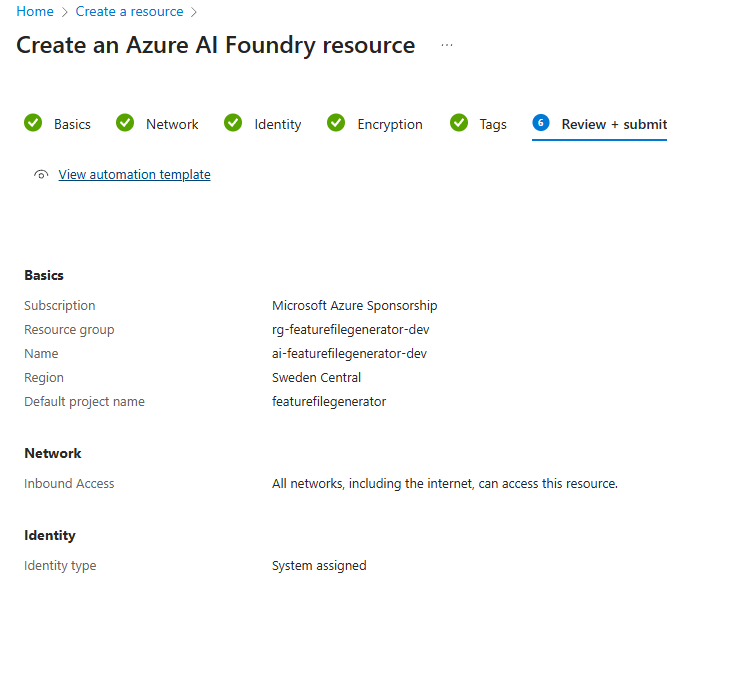 Home > Create a resource >
Create an Azure AI Foundry resource ...
Basics Network Identity Encryption Tags 6 Review + submit
View automation template
Basics
Subscription Microsoft Azure Sponsorship
Resource group rg-featurefilegenerator-dev
Name ai-featurefilegenerator-dev
Region Sweden Central
Default project name featurefilegenerator
Network
Inbound Access All networks, including the internet, can access this resource.
Identity
Identity type System assigned